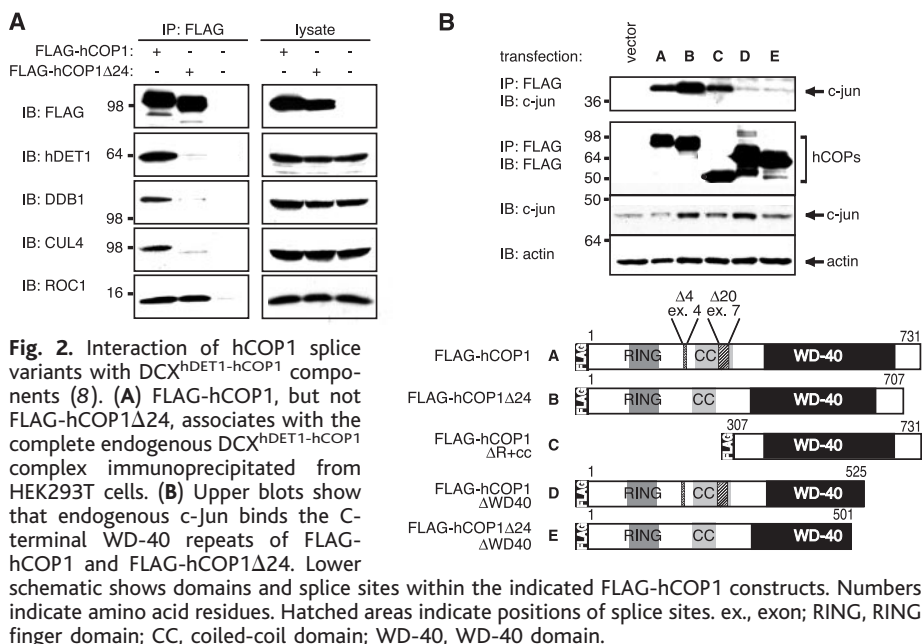 A
IP: FLAG lysate
FLAG-hCOP1: + - - + - -
FLAG-hCOP1Δ24: - + - - + -
IB: FLAG 98
IB: hDET1 64
IB: DDB1 98
IB: CUL4 98
IB: ROC1 16
B
transfection: vector A B C D E
IP: FLAG
IB: c-jun 36 c-jun
IP: FLAG
IB: FLAG 98 64 50 hCOPs
IB: c-jun 50 c-jun
IB: actin 64 actin
Δ4 Δ20
ex. 4 ex. 7
1 731
FLAG-hCOP1 A FLAG RING CC WD-40
1 707
FLAG-hCOP1Δ24 B FLAG RING CC WD-40
307 731
FLAG-hCOP1 ΔR+cc C FLAG WD-40
1 525
FLAG-hCOP1 ΔWD40 D FLAG RING CC WD-40
1 501
FLAG-hCOP1Δ24 ΔWD40 E FLAG RING CC WD-40
Fig. 2. Interaction of hCOP1 splice
variants with DCXhDET1-hCOP1 compo-
nents (8). (A) FLAG-hCOP1, but not
FLAG-hCOP1Δ24, associates with the
complete endogenous DCXhDET1-hCOP1
complex immunoprecipitated from
HEK293T cells. (B) Upper blots show
that endogenous c-Jun binds the C-
terminal WD-40 repeats of FLAG-
hCOP1 and FLAG-hCOP1Δ24. Lower
schematic shows domains and splice sites within the indicated FLAG-hCOP1 constructs. Numbers
indicate amino acid residues. Hatched areas indicate positions of splice sites. ex., exon; RING, RING
finger domain; CC, coiled-coil domain; WD-40, WD-40 domain.